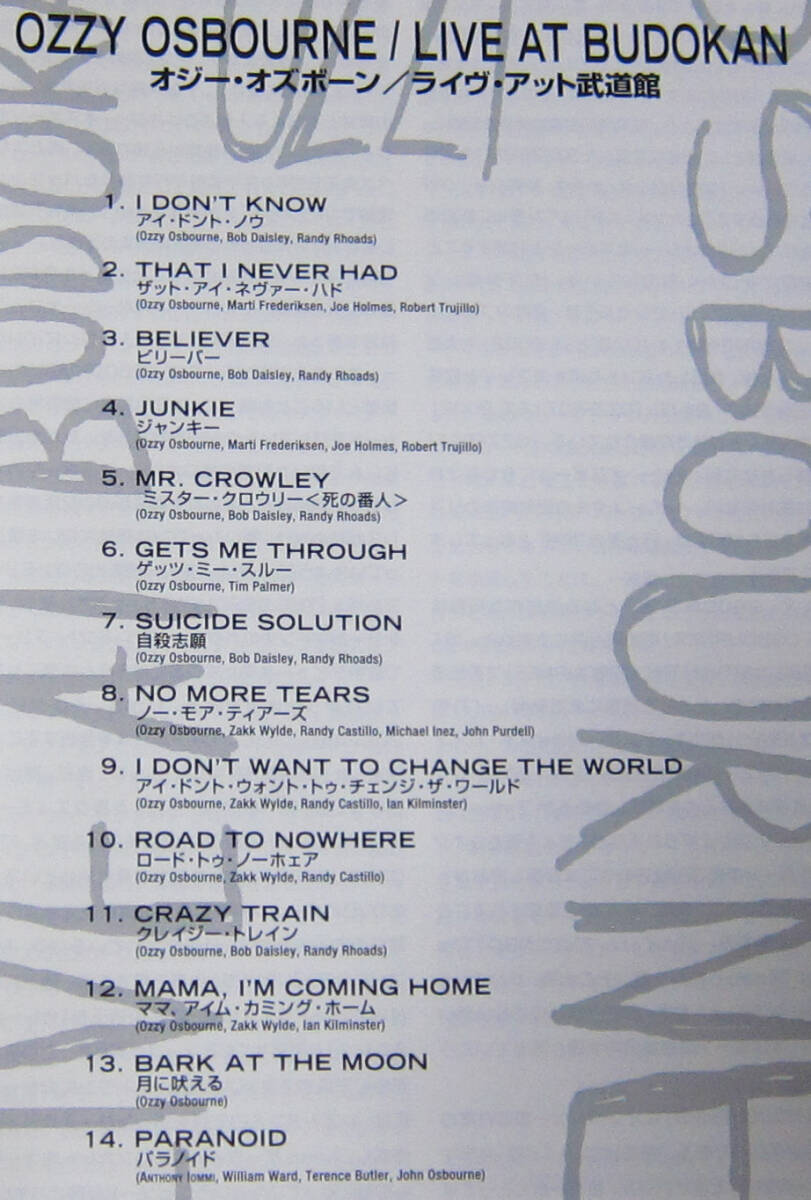 OZZY OSBOURNE / LIVE AT BUDOKAN
オジー・オズボーン／ライヴ・アット武道館
1. I DON'T KNOW
アイ・ドント・ノウ
(Ozzy Osbourne, Bob Daisley, Randy Rhoads)
2. THAT I NEVER HAD
ザット・アイ・ネヴァー・ハド
(Ozzy Osbourne, Marti Frederiksen, Joe Holmes, Robert Trujillo)
3. BELIEVER
ビリーバー
(Ozzy Osbourne, Bob Daisley, Randy Rhoads)
4. JUNKIE
ジャンキー
(Ozzy Osbourne, Marti Frederiksen, Joe Holmes, Robert Trujillo)
5. MR. CROWLEY
ミスター・クロウリー＜死の番人＞
(Ozzy Osbourne, Bob Daisley, Randy Rhoads)
6. GETS ME THROUGH
ゲッツ・ミー・スルー
(Ozzy Osbourne, Tim Palmer)
7. SUICIDE SOLUTION
自殺志願
(Ozzy Osbourne, Bob Daisley, Randy Rhoads)
8. NO MORE TEARS
ノー・モア・ティアーズ
(Ozzy Osbourne, Zakk Wylde, Randy Castillo, Michael Inez, John Purdell)
9. I DON'T WANT TO CHANGE THE WORLD
アイ・ドント・ウォント・トゥ・チェンジ・ザ・ワールド
(Ozzy Osbourne, Zakk Wylde, Randy Castillo, Ian Kilminster)
10. ROAD TO NOWHERE
ロード・トゥ・ノーホェア
(Ozzy Osbourne, Zakk Wylde, Randy Castillo)
11. CRAZY TRAIN
クレイジー・トレイン
(Ozzy Osbourne, Bob Daisley, Randy Rhoads)
12. MAMA, I'M COMING HOME
ママ、アイム・カミング・ホーム
(Ozzy Osbourne, Zakk Wylde, Ian Kilminster)
13. BARK AT THE MOON
月に吠える
(Ozzy Osbourne)
14. PARANOID
パラノイド
(ANTHONY IOMMI, William Ward, Terence Butler, John Osbourne)